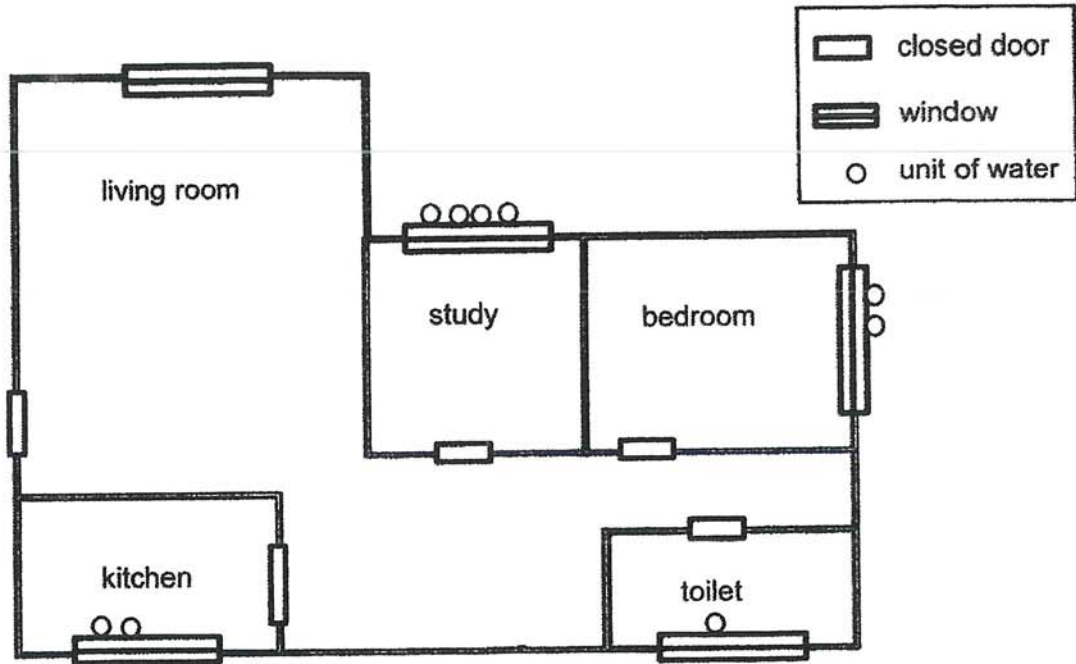 closed door
window
unit of water
living room
study
bedroom
kitchen
toilet